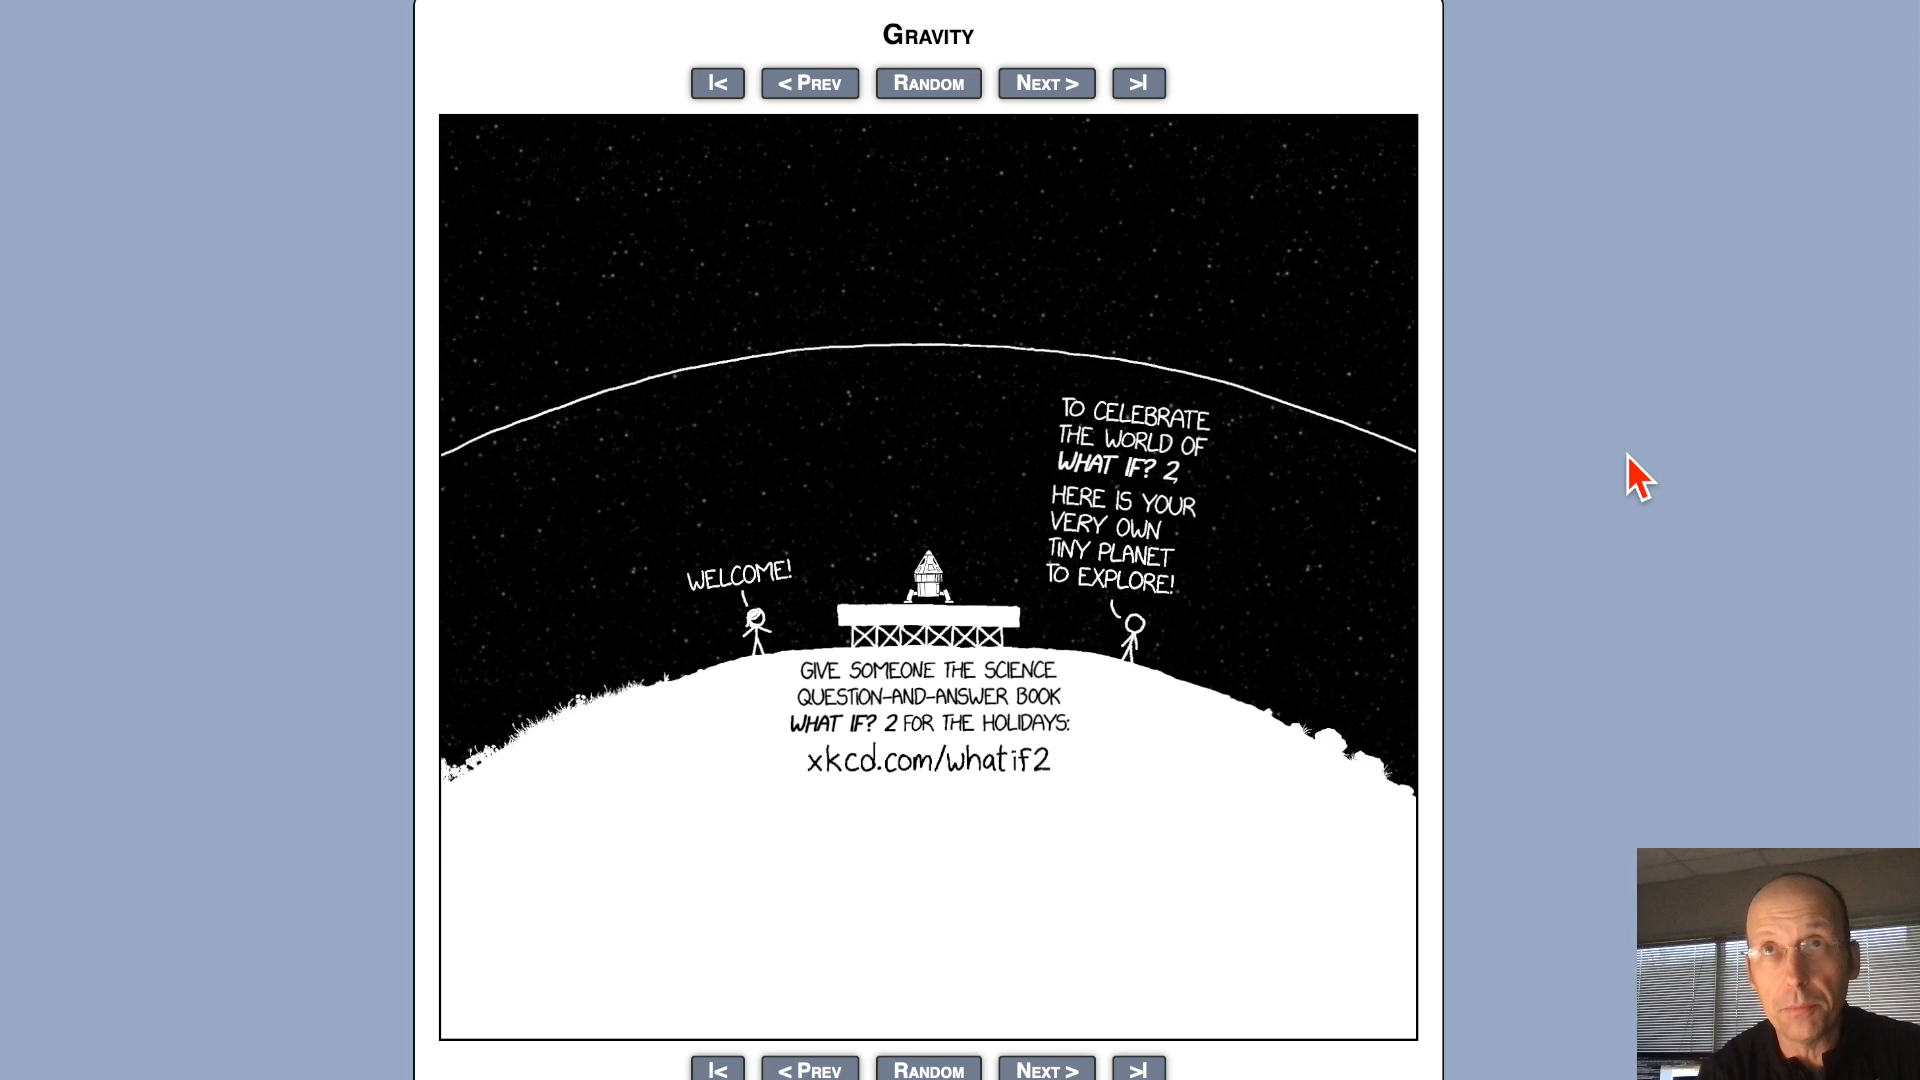 GRAVITY
|< < PREV RANDOM NEXT > >|
TO CELEBRATE
THE WORLD OF
WHAT IF? 2,
HERE IS YOUR
VERY OWN
TINY PLANET
TO EXPLORE!
WELCOME!
GIVE SOMEONE THE SCIENCE
QUESTION-AND-ANSWER BOOK
WHAT IF? 2 FOR THE HOLIDAYS:
xkcd.com/whatif2
|< < PREV RANDOM NEXT > >|